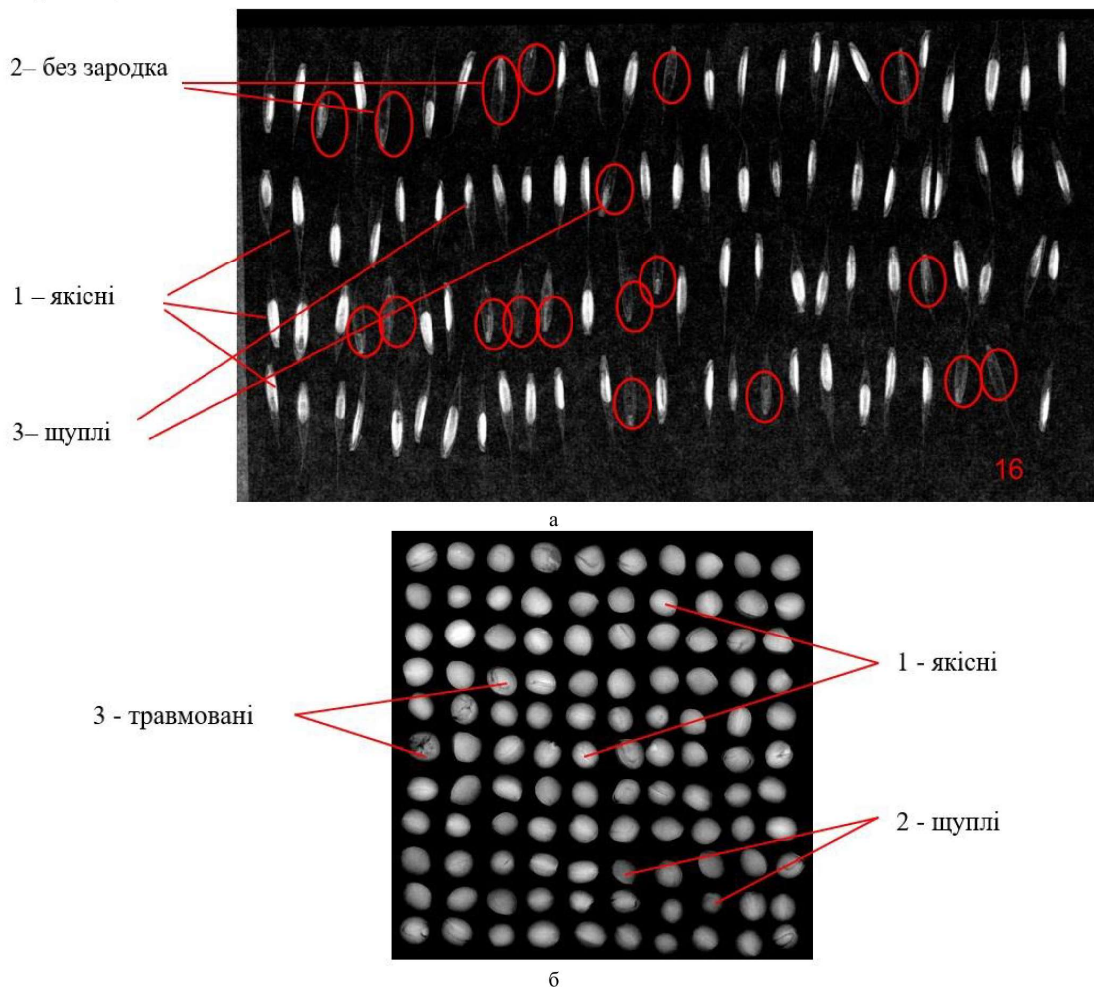 2– без зародка
1 – якісні
3– щуплі
16
а
1 - якісні
3 - травмовані
2 - щуплі
б